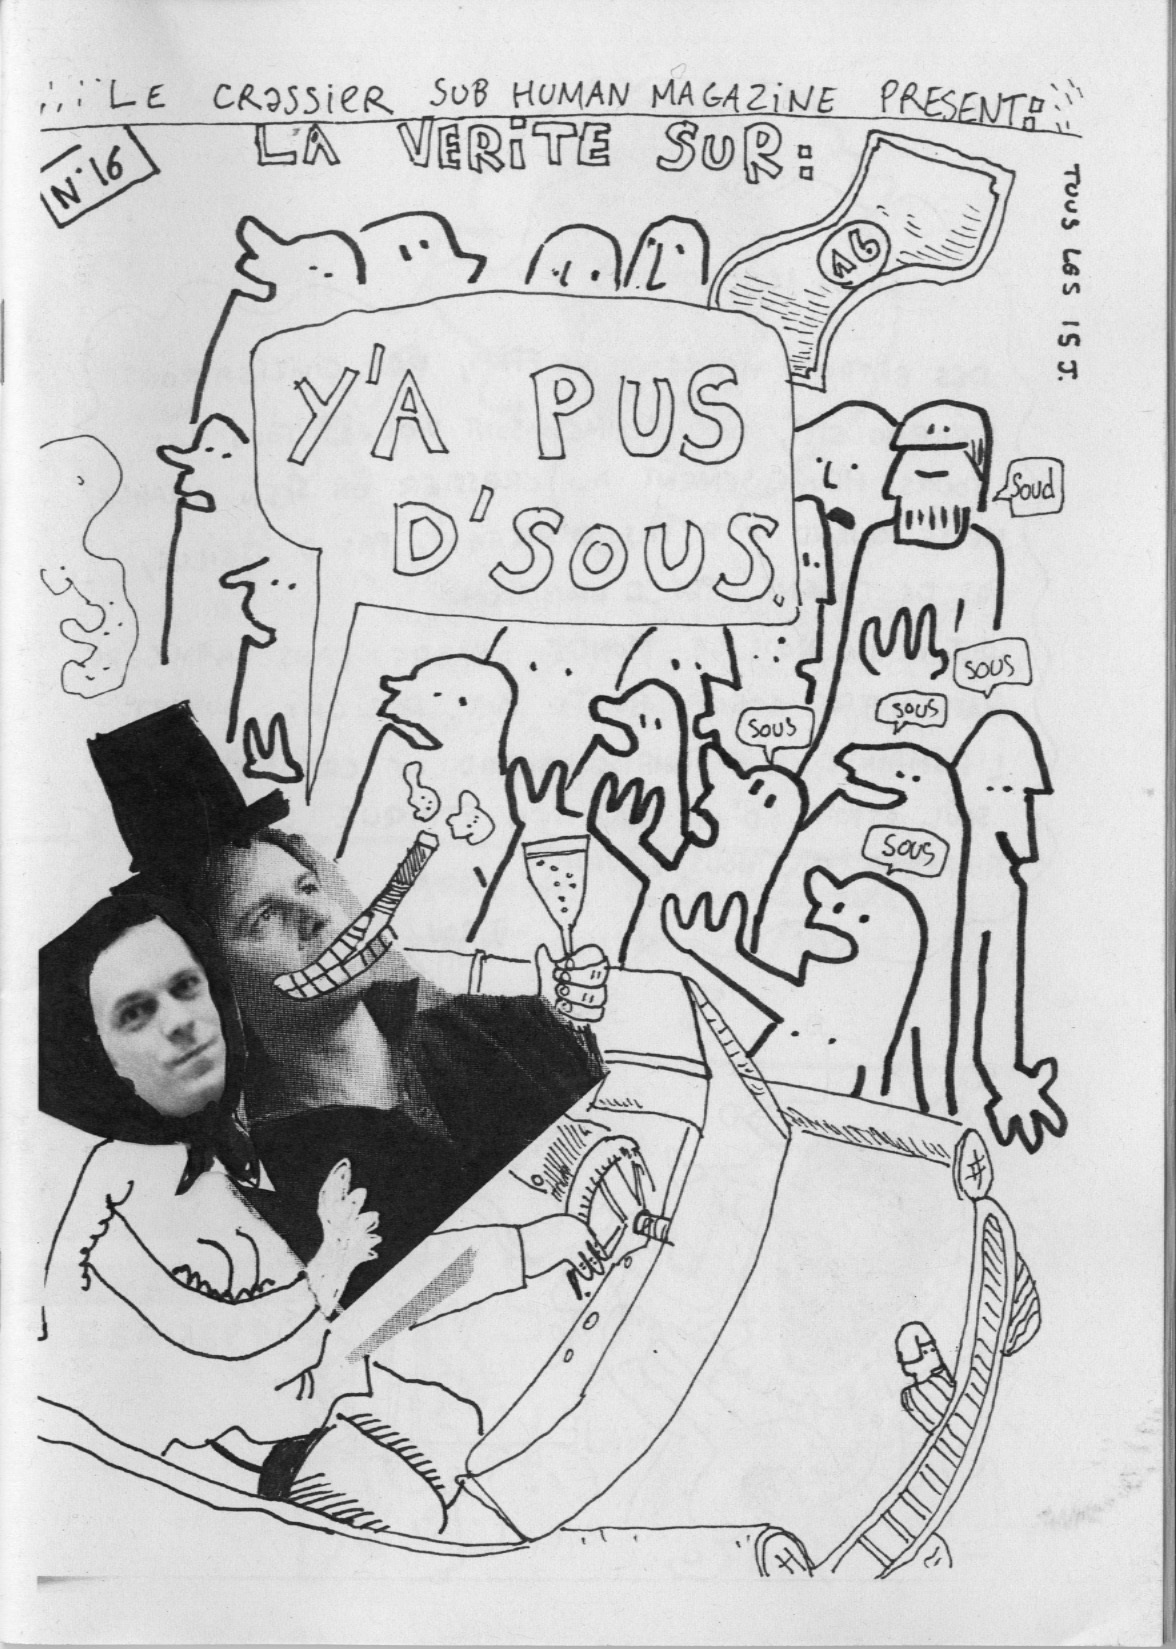 LE CRASSIER SUB HUMAN MAGAZINE PRESENT:
N°16
LA VERITE SUR:
16
TOUS LES 15 J.
Y'A PUS
D'SOUS.
Soud
SOUS
SOUS
SOUS
SOUS